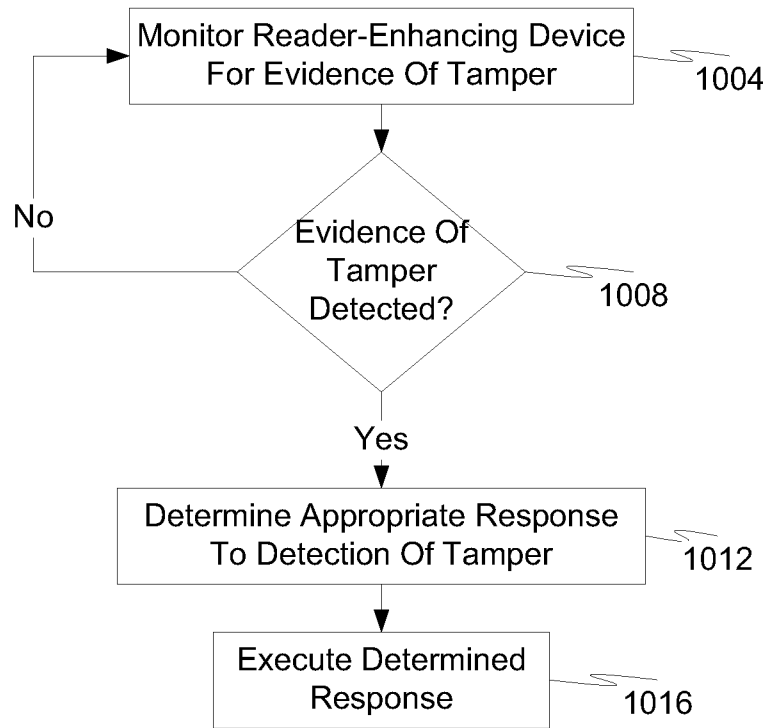 Monitor Reader-Enhancing Device
For Evidence Of Tamper
1004
No
Evidence Of
Tamper
Detected?
1008
Yes
Determine Appropriate Response
To Detection Of Tamper
1012
Execute Determined
Response
1016